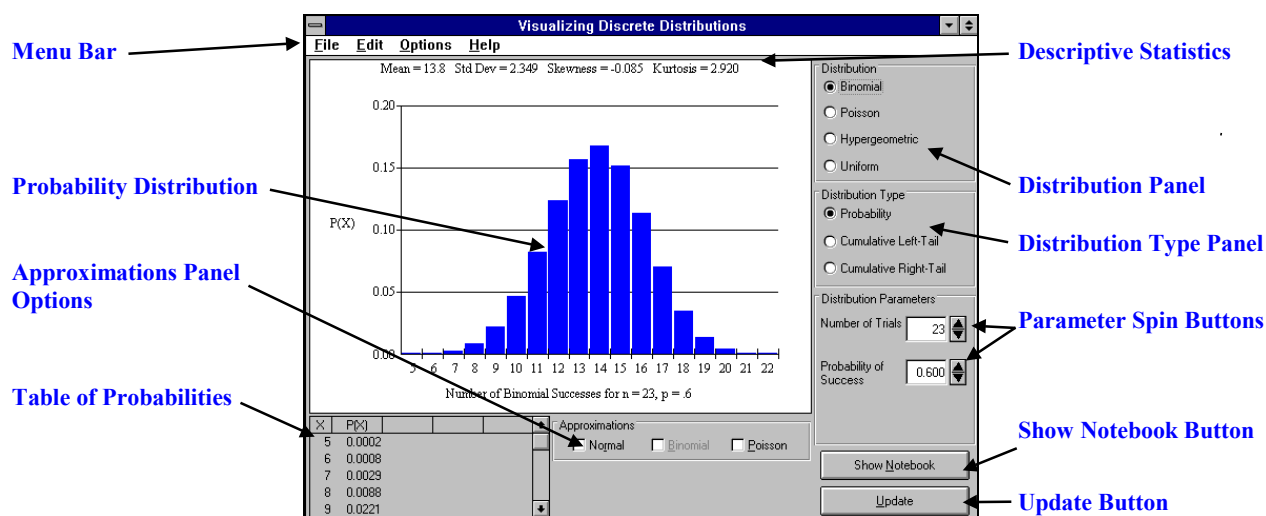 Visualizing Discrete Distributions
File Edit Options Help
Menu Bar
Descriptive Statistics
Mean = 13.8 Std Dev = 2.349 Skewness = -0.085 Kurtosis = 2.920
Distribution
Binomial
Poisson
Hypergeometric
Uniform
Probability Distribution
Distribution Panel
Distribution Type
Probability
Cumulative Left-Tail
Cumulative Right-Tail
Distribution Type Panel
0.20
0.15
P(X)
0.10
0.05
0.00
5 6 7 8 9 10 11 12 13 14 15 16 17 18 19 20 21 22
Number of Binomial Successes for n = 23, p = .6
Approximations Panel
Options
Distribution Parameters
Number of Trials 23
Probability of
Success 0.600
Parameter Spin Buttons
Table of Probabilities
X P(X)
5 0.0002
6 0.0008
7 0.0029
8 0.0088
9 0.0221
Approximations
Normal Binomial Poisson
Show Notebook
Update
Show Notebook Button
Update Button